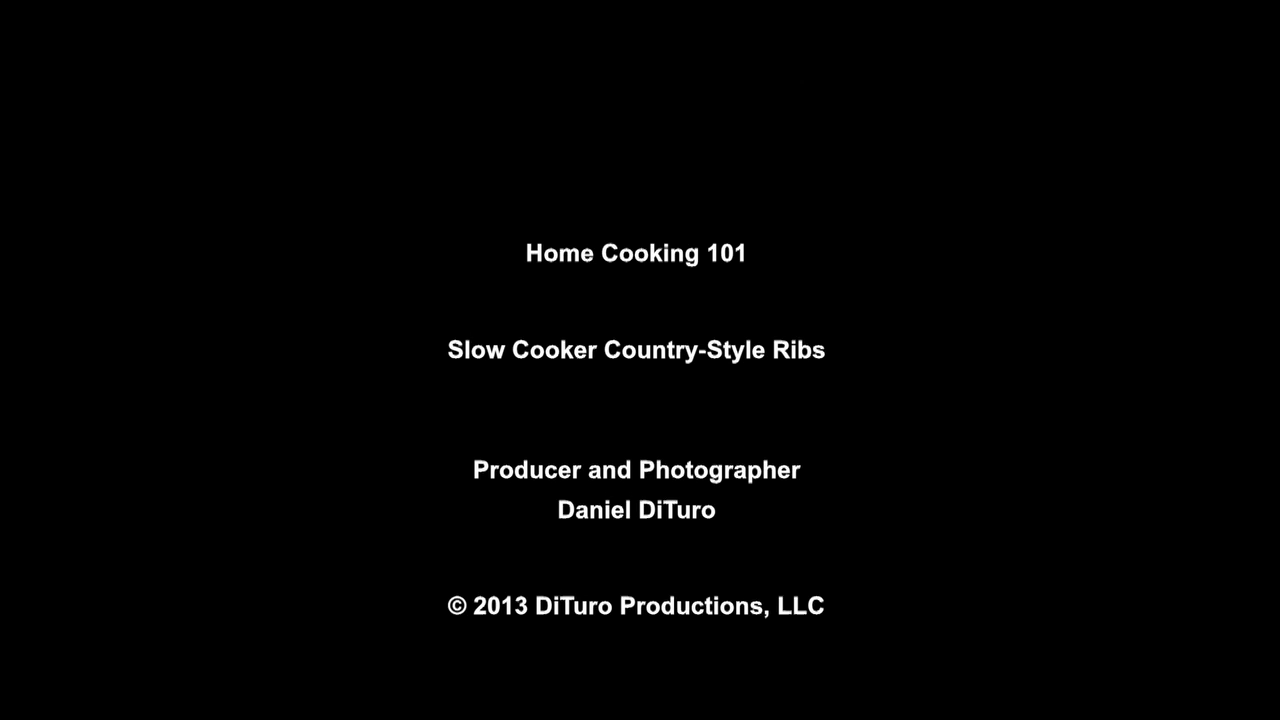 Home Cooking 101
Slow Cooker Country-Style Ribs
Producer and Photographer
Daniel DiTuro
© 2013 DiTuro Productions, LLC